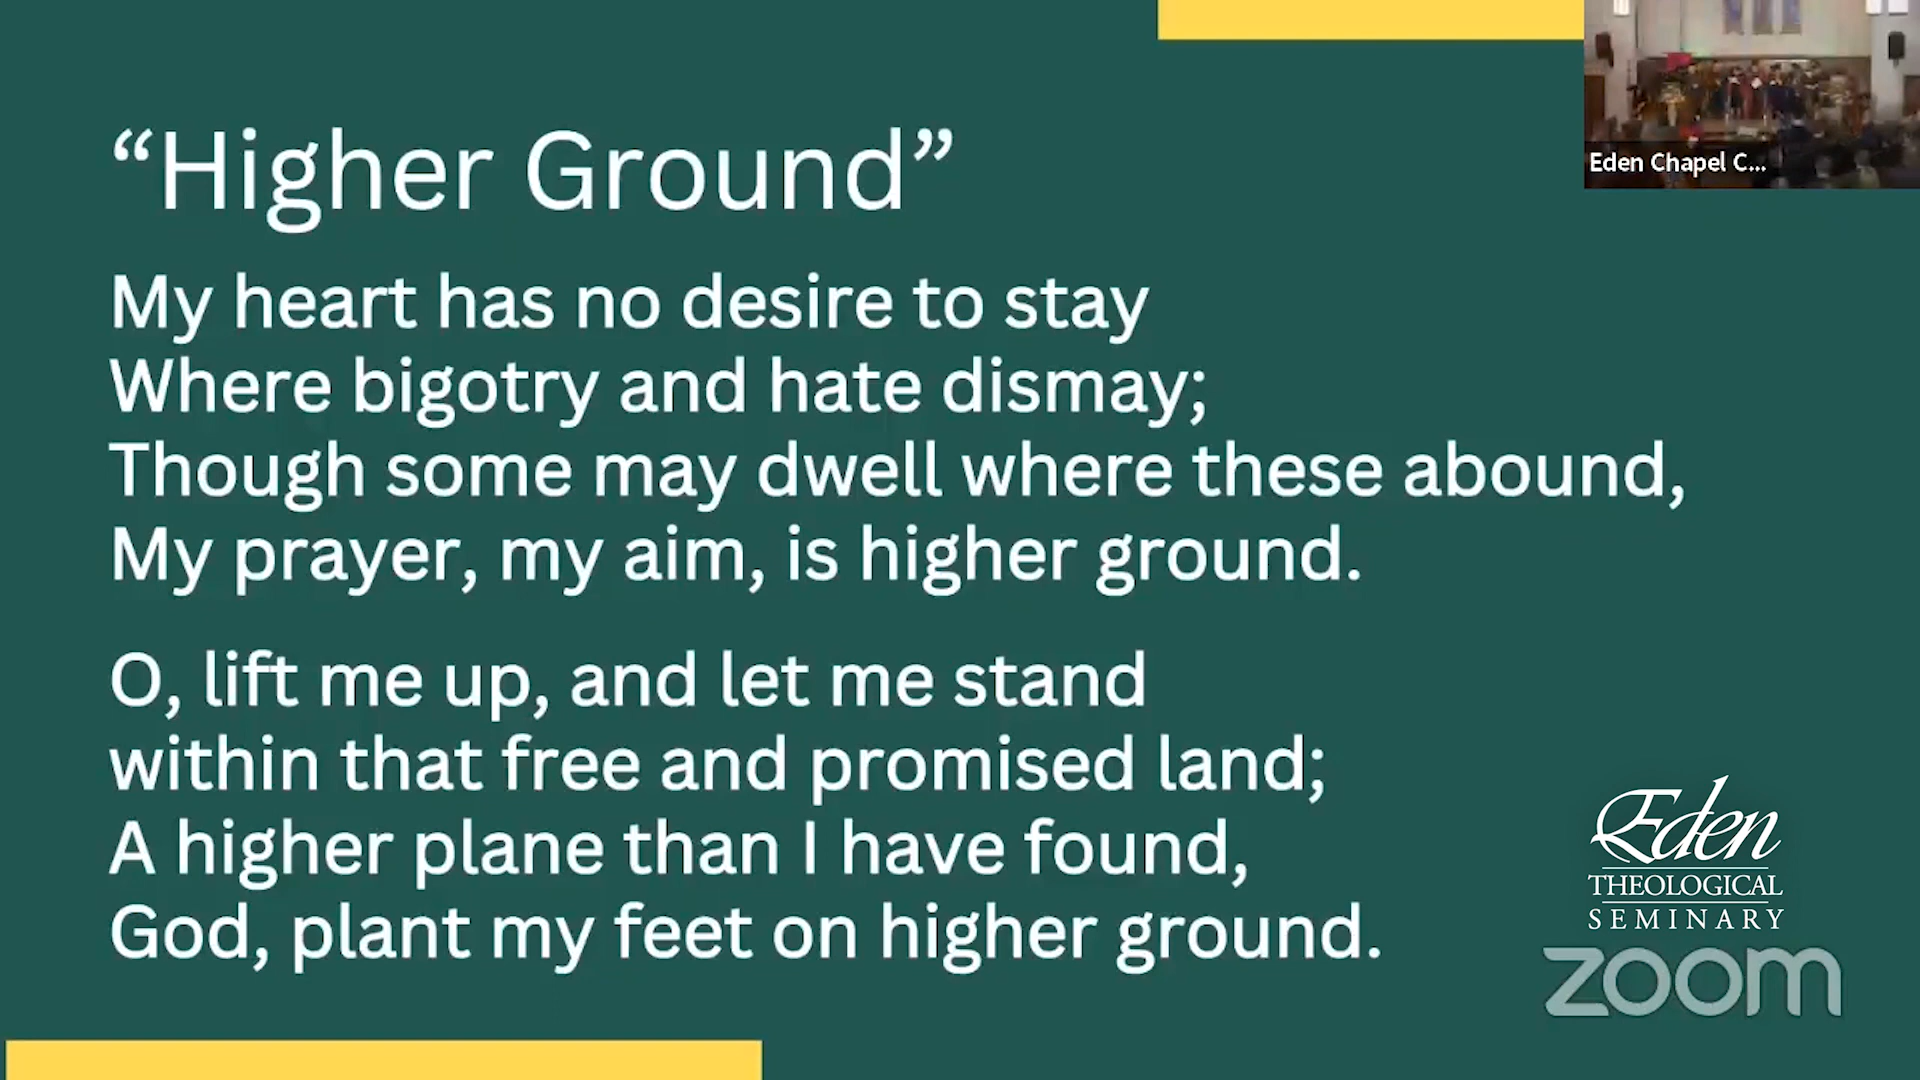 “Higher Ground”
My heart has no desire to stay
Where bigotry and hate dismay;
Though some may dwell where these abound,
My prayer, my aim, is higher ground.
O, lift me up, and let me stand
within that free and promised land;
A higher plane than I have found,
God, plant my feet on higher ground.
Eden Chapel C...
Eden
THEOLOGICAL
SEMINARY
zoom